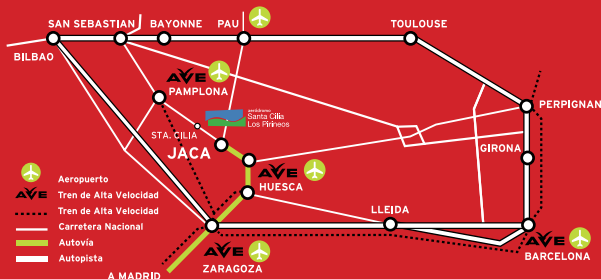 SAN SEBASTIAN
BAYONNE
PAU
TOULOUSE
BILBAO
AVE
PAMPLONA
aeródromo
Santa Cilia
Los Pirineos
PERPIGNAN
STA. CILIA
JACA
GIRONA
AVE
HUESCA
Aeropuerto
AVE Tren de Alta Velocidad
Tren de Alta Velocidad
Carretera Nacional
Autovía
Autopista
LLEIDA
AVE
ZARAGOZA
AVE
BARCELONA
A MADRID